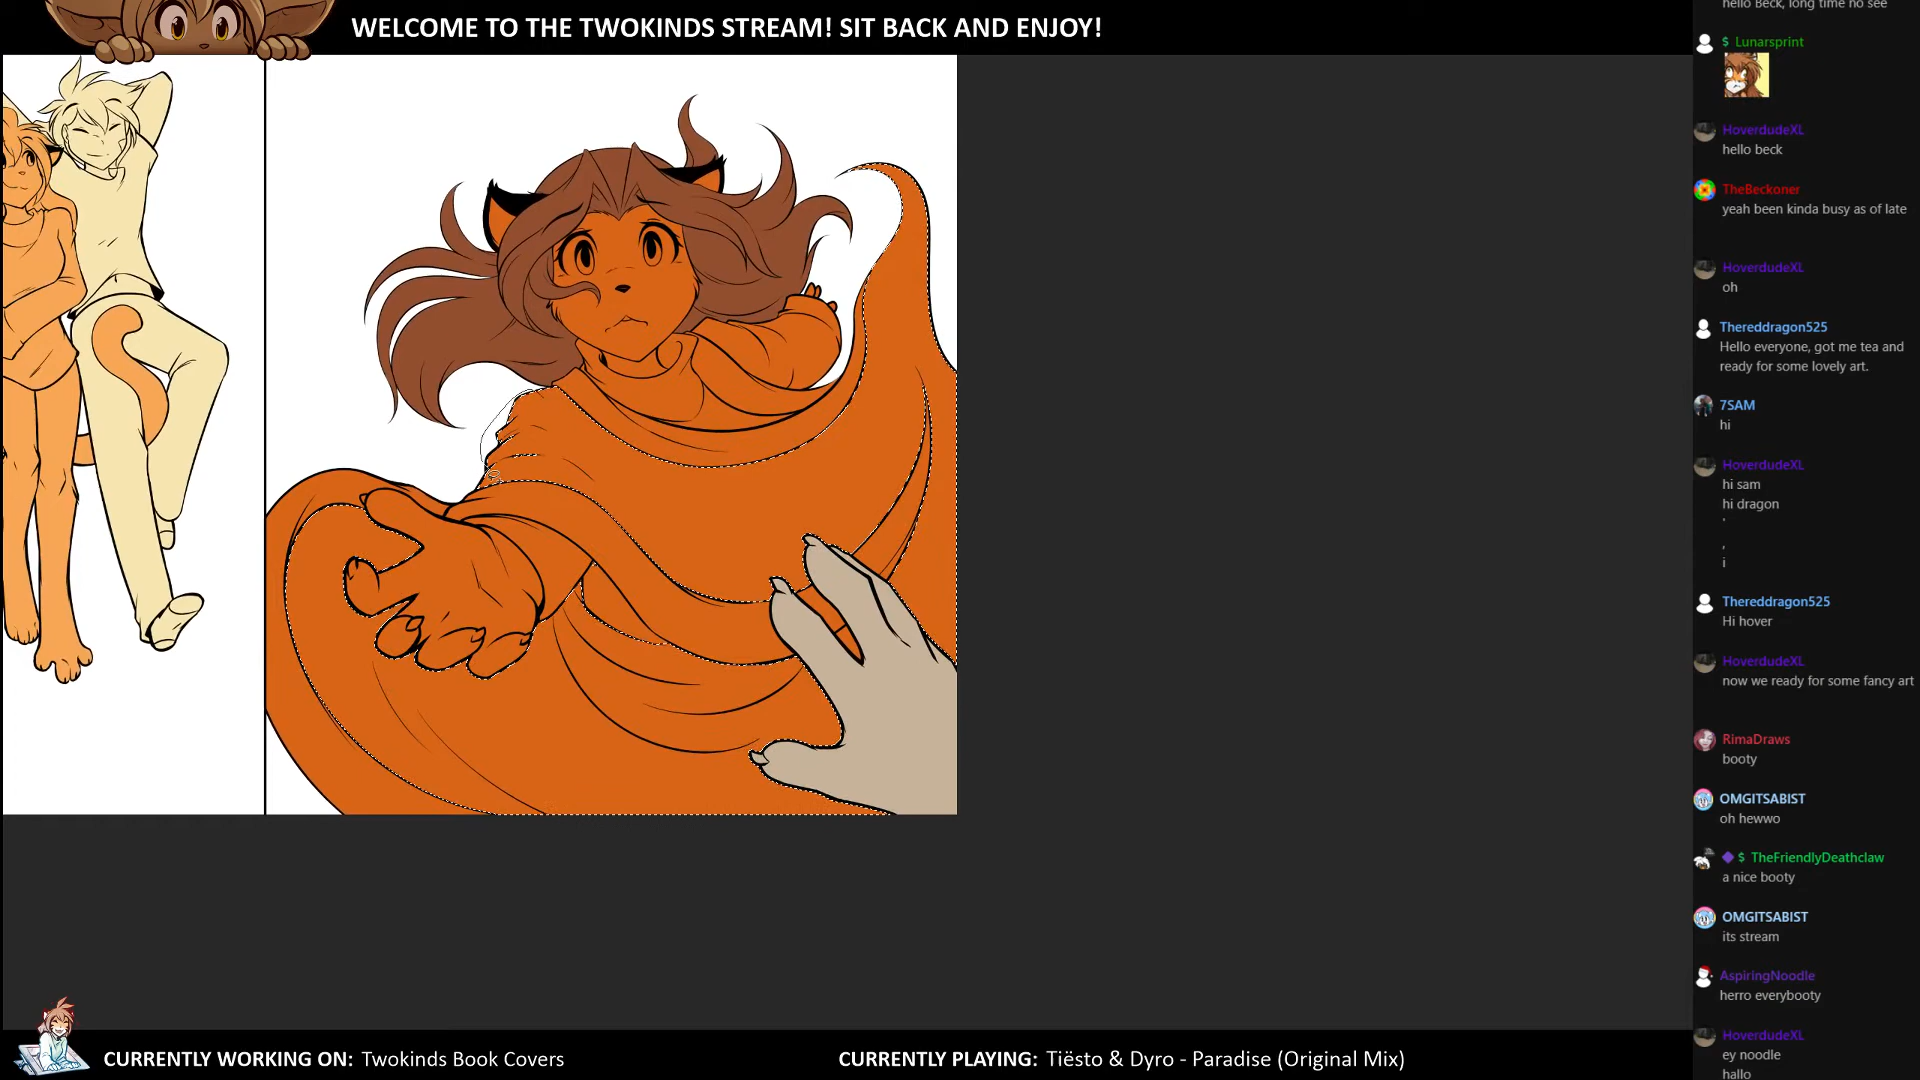 WELCOME TO THE TWOKINDS STREAM! SIT BACK AND ENJOY!
hello Beck, long time no see
$ Lunarsprint
HoverdudeXL
hello beck
TheBeckoner
yeah been kinda busy as of late
HoverdudeXL
oh
Thereddragon525
Hello everyone, got me tea and
ready for some lovely art.
7SAM
hi
HoverdudeXL
hi sam
hi dragon
'
,
i
Thereddragon525
Hi hover
HoverdudeXL
now we ready for some fancy art
RimaDraws
booty
OMGITSABIST
oh hewwo
$ TheFriendlyDeathclaw
a nice booty
OMGITSABIST
its stream
AspiringNoodle
herro everybooty
HoverdudeXL
ey noodle
hallo
CURRENTLY WORKING ON: Twokinds Book Covers
CURRENTLY PLAYING: Tiësto & Dyro - Paradise (Original Mix)